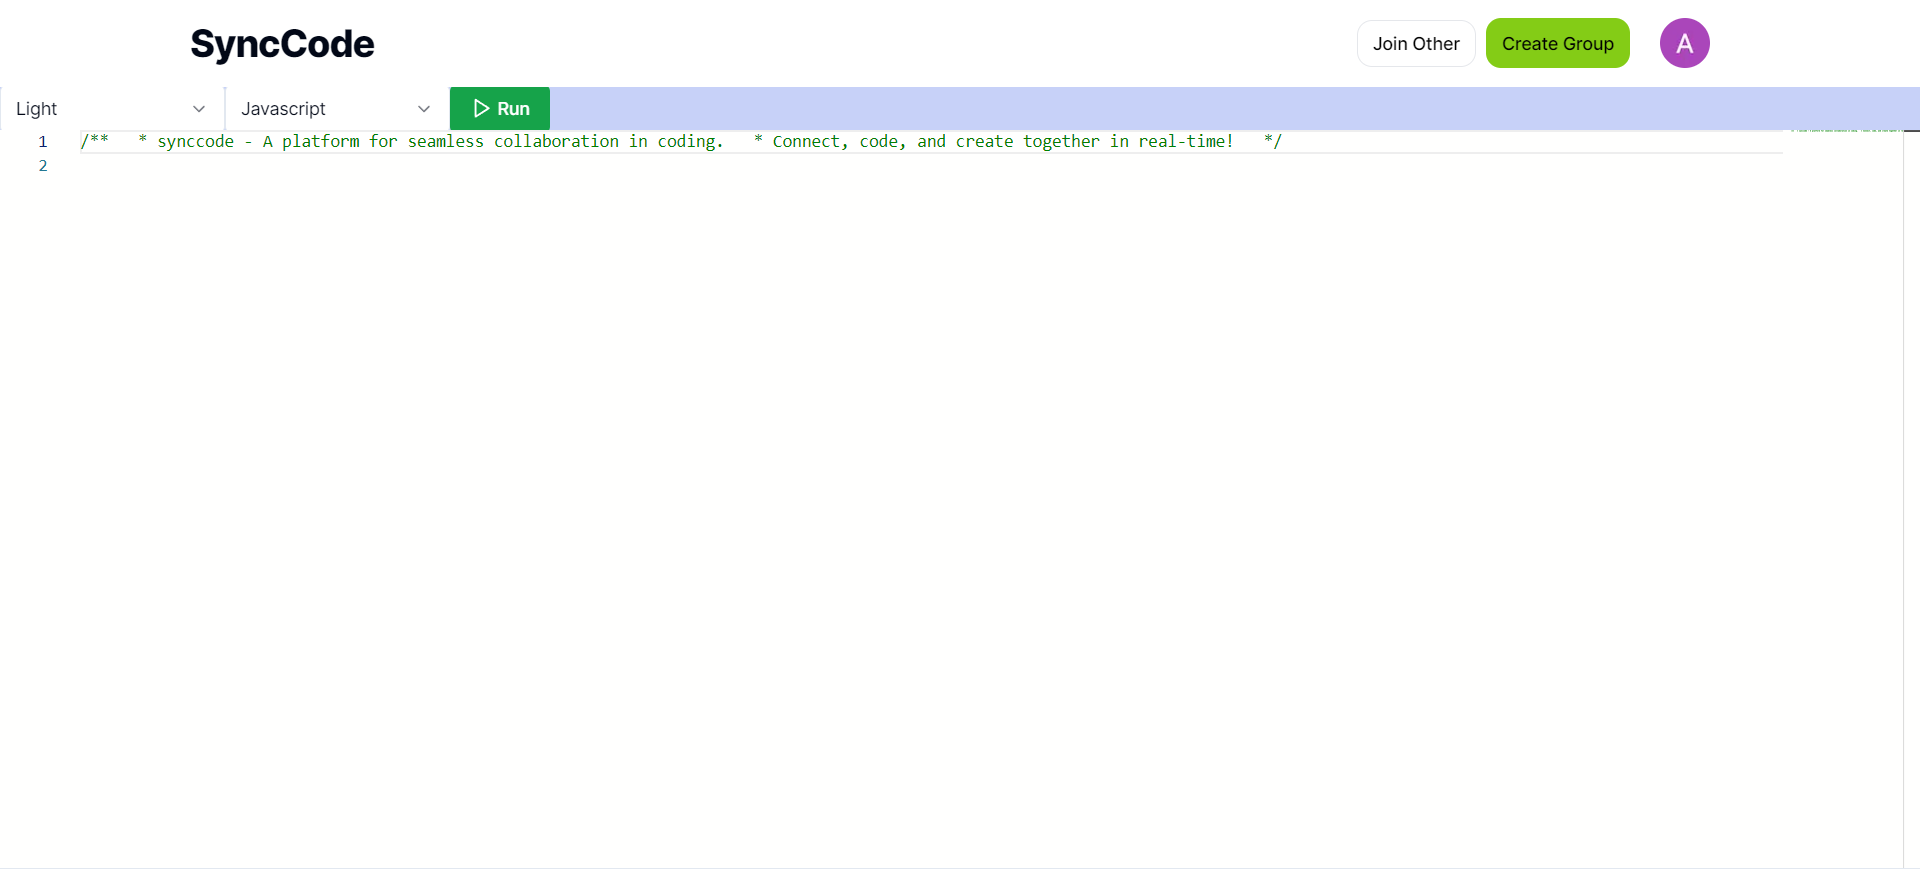 SyncCode
Join Other
Create Group
A
Light
Javascript
Run
1 /**   * synccode - A platform for seamless collaboration in coding.   * Connect, code, and create together in real-time!   */
2